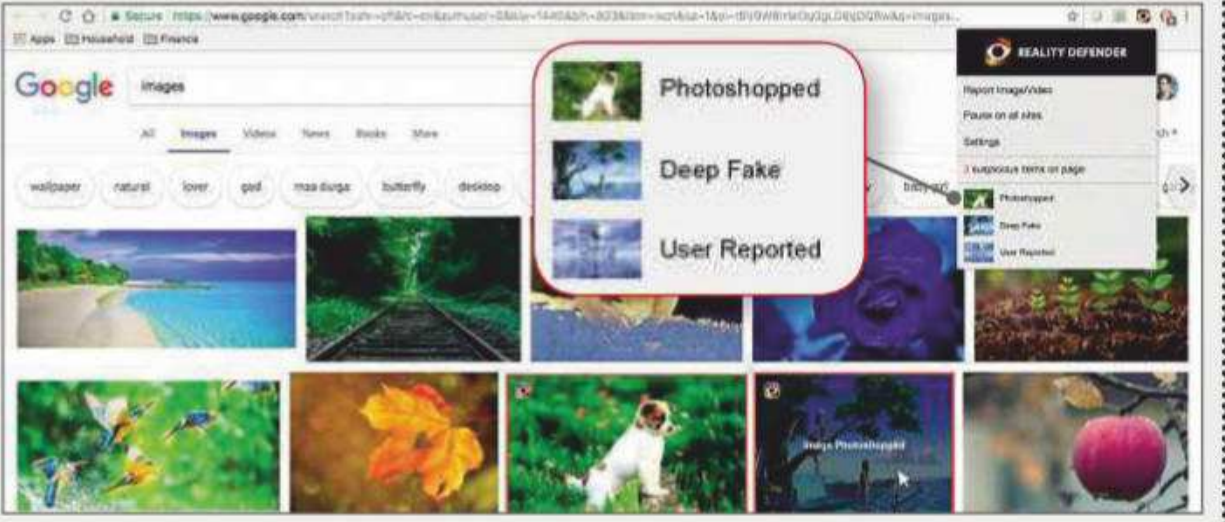 Secure
https://www.google.com/
Apps Household Finance
Google
images
All Images Videos News Books More
wallpaper natural lover god maa durga butterfly desktop
Photoshopped
Deep Fake
User Reported
REALITY DEFENDER
Report Image/Video
Pause on all sites
Settings
3 suspicious items on page
Photoshopped
Deep Fake
User Reported
Image Photoshopped